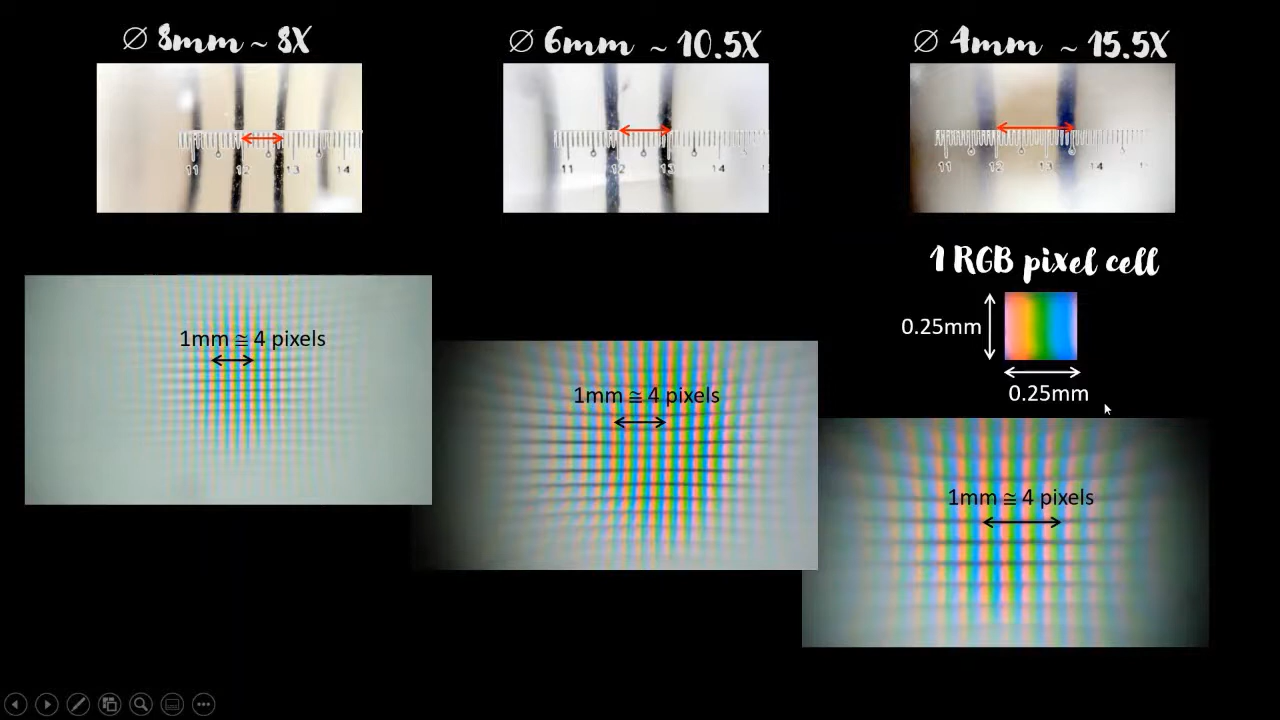 ∅ 8mm ~ 8X
∅ 6mm ~ 10.5X
∅ 4mm ~ 15.5X
11 12 13 14
11 12 13 14
11 12 13 14
1 RGB pixel cell
0.25mm
0.25mm
1mm ≅ 4 pixels
1mm ≅ 4 pixels
1mm ≅ 4 pixels